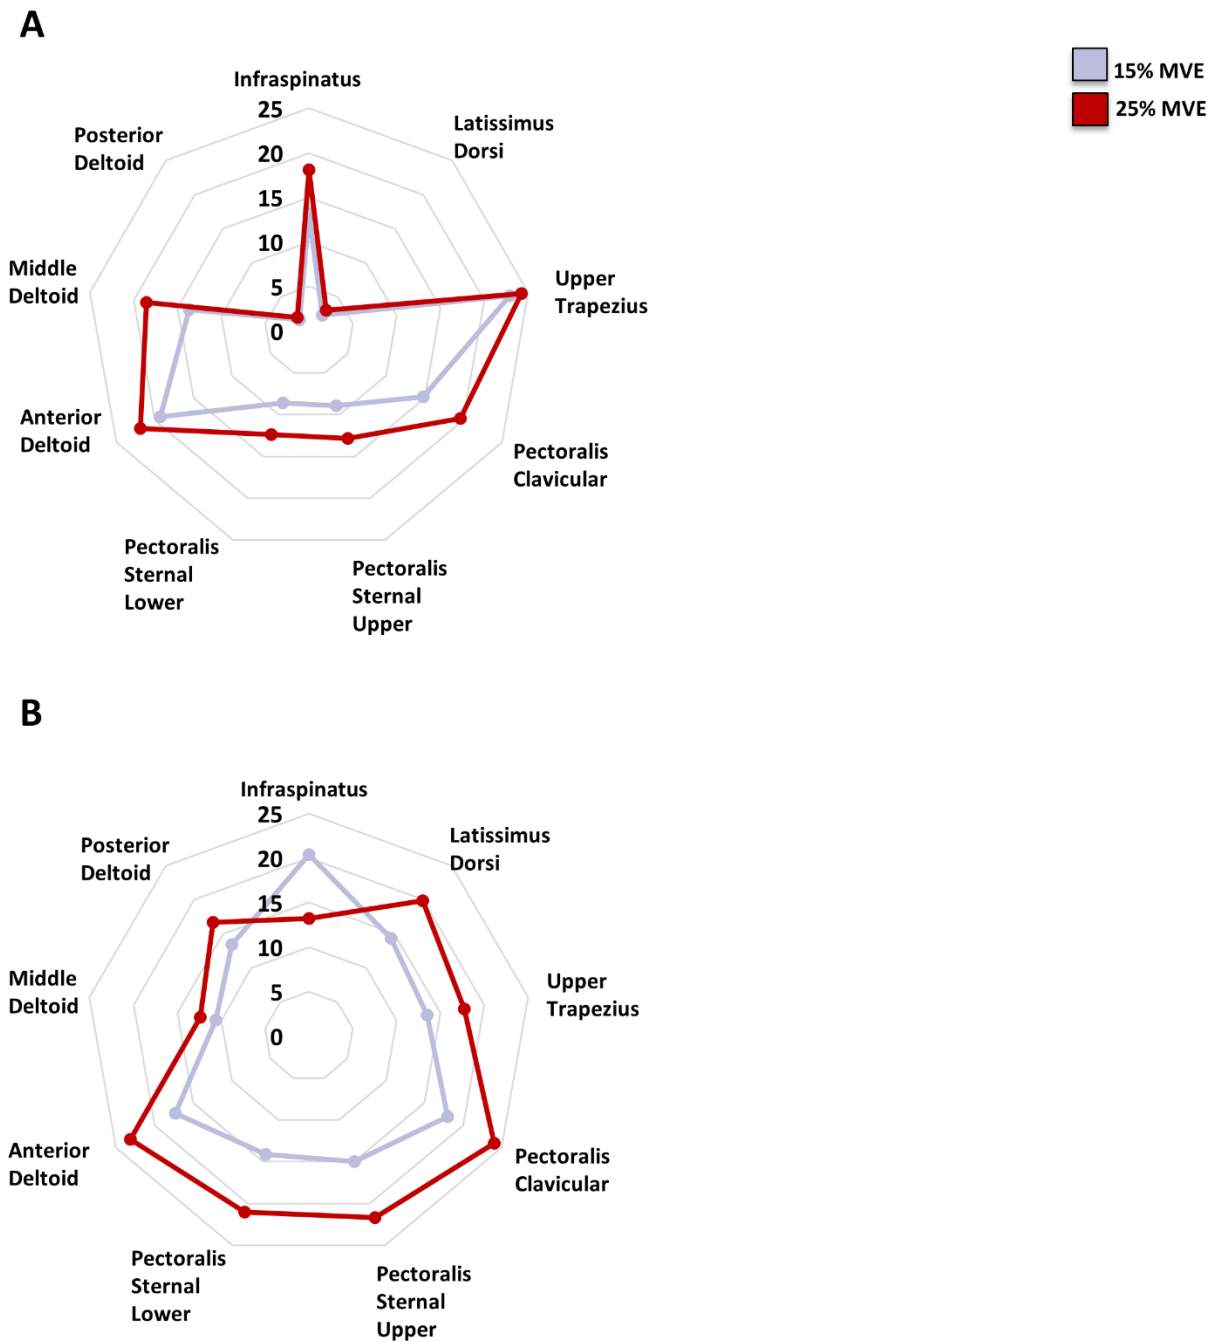 A
15% MVE
25% MVE
Infraspinatus
Latissimus
Dorsi
Upper
Trapezius
Pectoralis
Clavicular
Pectoralis
Sternal
Upper
Pectoralis
Sternal
Lower
Anterior
Deltoid
Middle
Deltoid
Posterior
Deltoid
25
20
15
10
5
0
B
Infraspinatus
Latissimus
Dorsi
Upper
Trapezius
Pectoralis
Clavicular
Pectoralis
Sternal
Upper
Pectoralis
Sternal
Lower
Anterior
Deltoid
Middle
Deltoid
Posterior
Deltoid
25
20
15
10
5
0